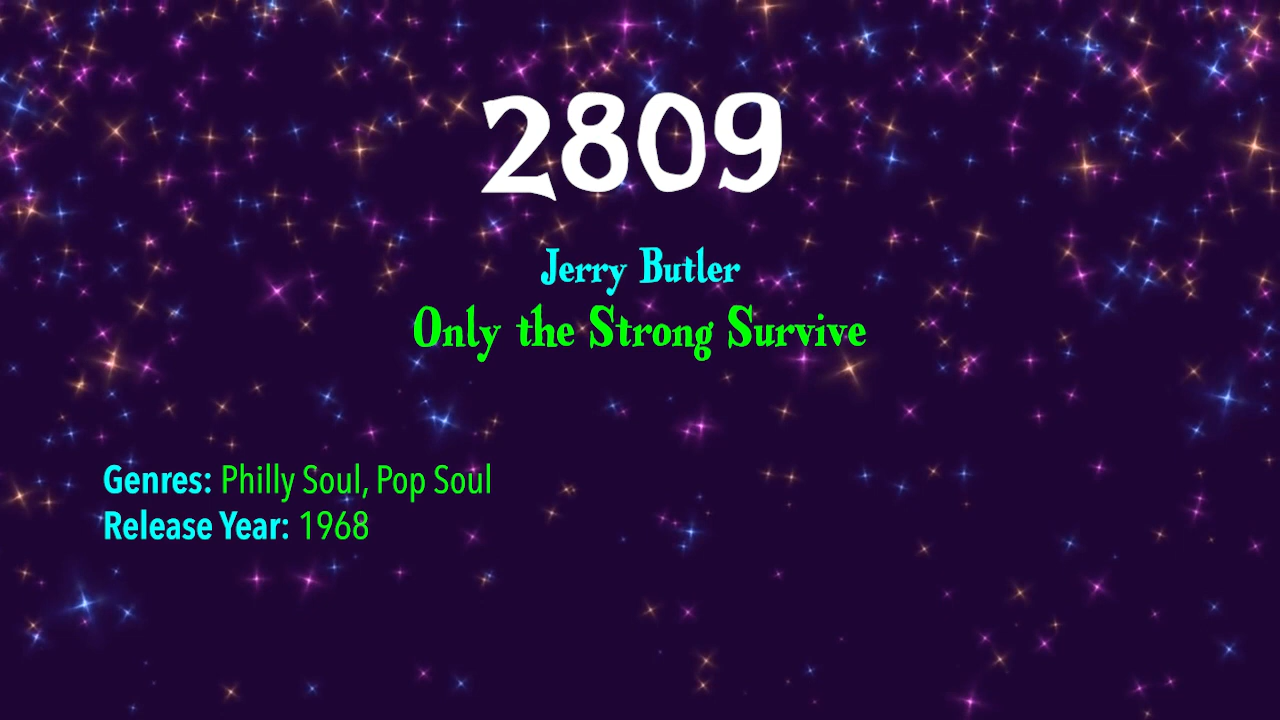 2809
Jerry Butler
Only the Strong Survive
Genres: Philly Soul, Pop Soul
Release Year: 1968